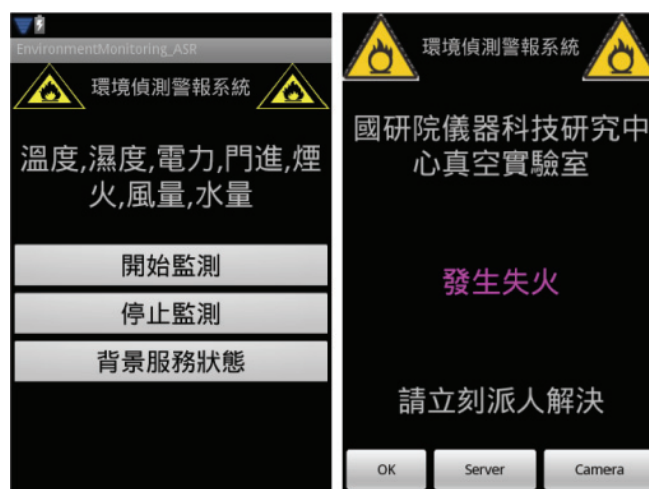 EnvironmentMonitoring_ASR
環境偵測警報系統
溫度,濕度,電力,門進,煙
火,風量,水量
開始監測
停止監測
背景服務狀態
環境偵測警報系統
國研院儀器科技研究中
心真空實驗室
發生失火
請立刻派人解決
OK
Server
Camera